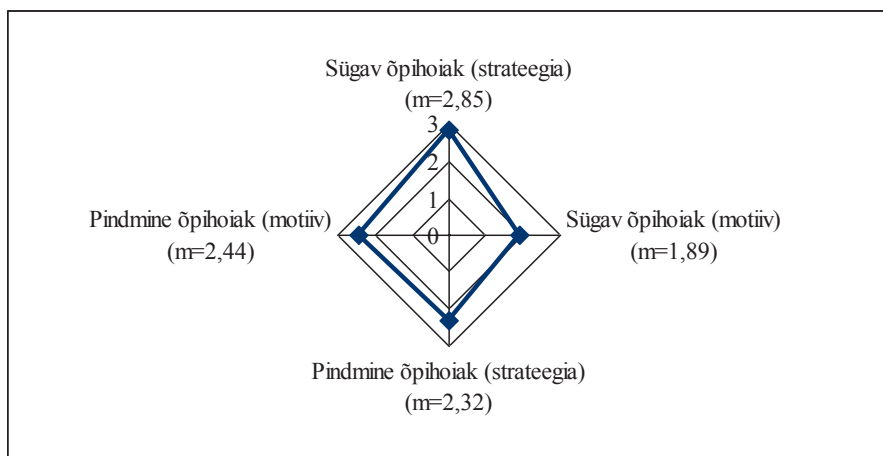 Sügav õpihoiak (strateegia)
(m=2,85)
3
2
1
0
Pindmine õpihoiak (motiiv)
(m=2,44)
Sügav õpihoiak (motiiv)
(m=1,89)
Pindmine õpihoiak (strateegia)
(m=2,32)